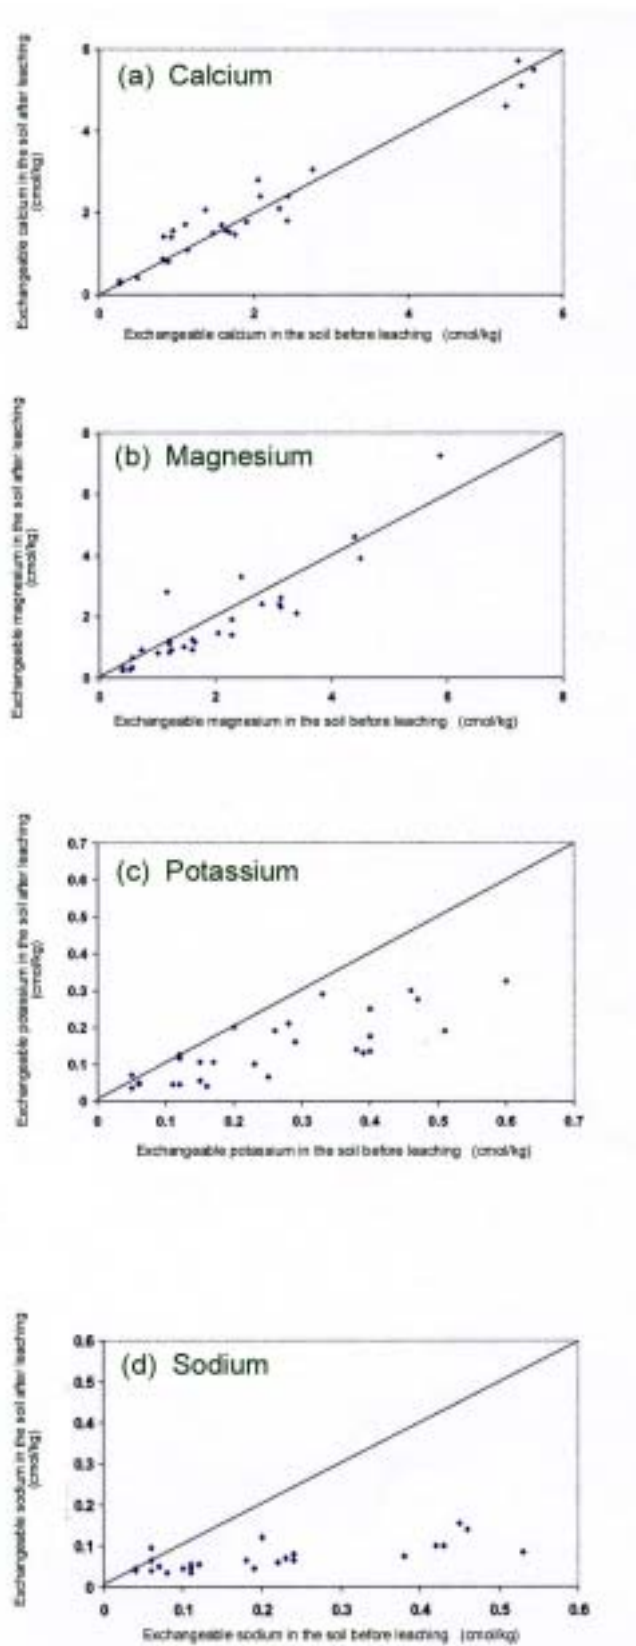 (a) Calcium
Exchangeable calcium in the soil after leaching
(cmol/kg)
6
4
2
0
0 2 4 6
Exchangeable calcium in the soil before leaching (cmol/kg)
(b) Magnesium
Exchangeable magnesium in the soil after leaching
(cmol/kg)
8
6
4
2
0
0 2 4 6 8
Exchangeable magnesium in the soil before leaching (cmol/kg)
(c) Potassium
Exchangeable potassium in the soil after leaching
(cmol/kg)
0.7
0.6
0.5
0.4
0.3
0.2
0.1
0
0 0.1 0.2 0.3 0.4 0.5 0.6 0.7
Exchangeable potassium in the soil before leaching (cmol/kg)
(d) Sodium
Exchangeable sodium in the soil after leaching
(cmol/kg)
0.6
0.5
0.4
0.3
0.2
0.1
0
0 0.1 0.2 0.3 0.4 0.5 0.6
Exchangeable sodium in the soil before leaching (cmol/kg)